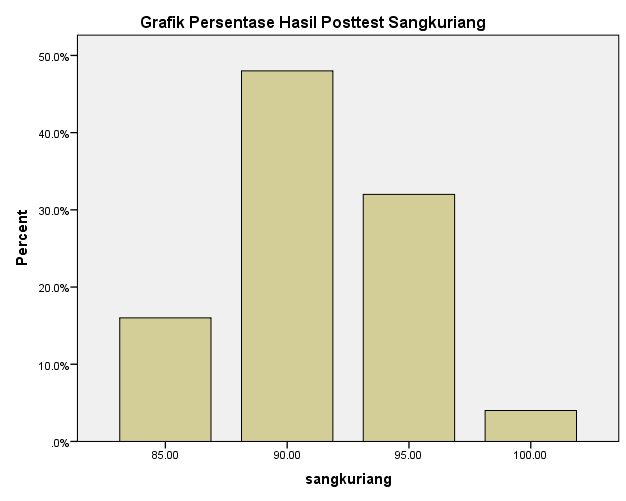 Grafik Persentase Hasil Posttest Sangkuriang
50.0%
40.0%
30.0%
20.0%
10.0%
.0%
Percent
85.00 90.00 95.00 100.00
sangkuriang